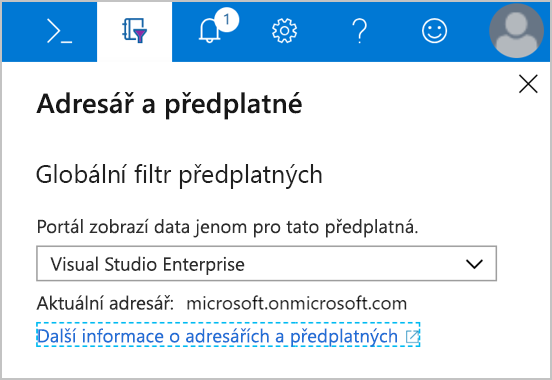 1
Adresář a předplatné
Globální filtr předplatných
Portál zobrazí data jenom pro tato předplatná.
Visual Studio Enterprise
Aktuální adresář: microsoft.onmicrosoft.com
Další informace o adresářích a předplatných